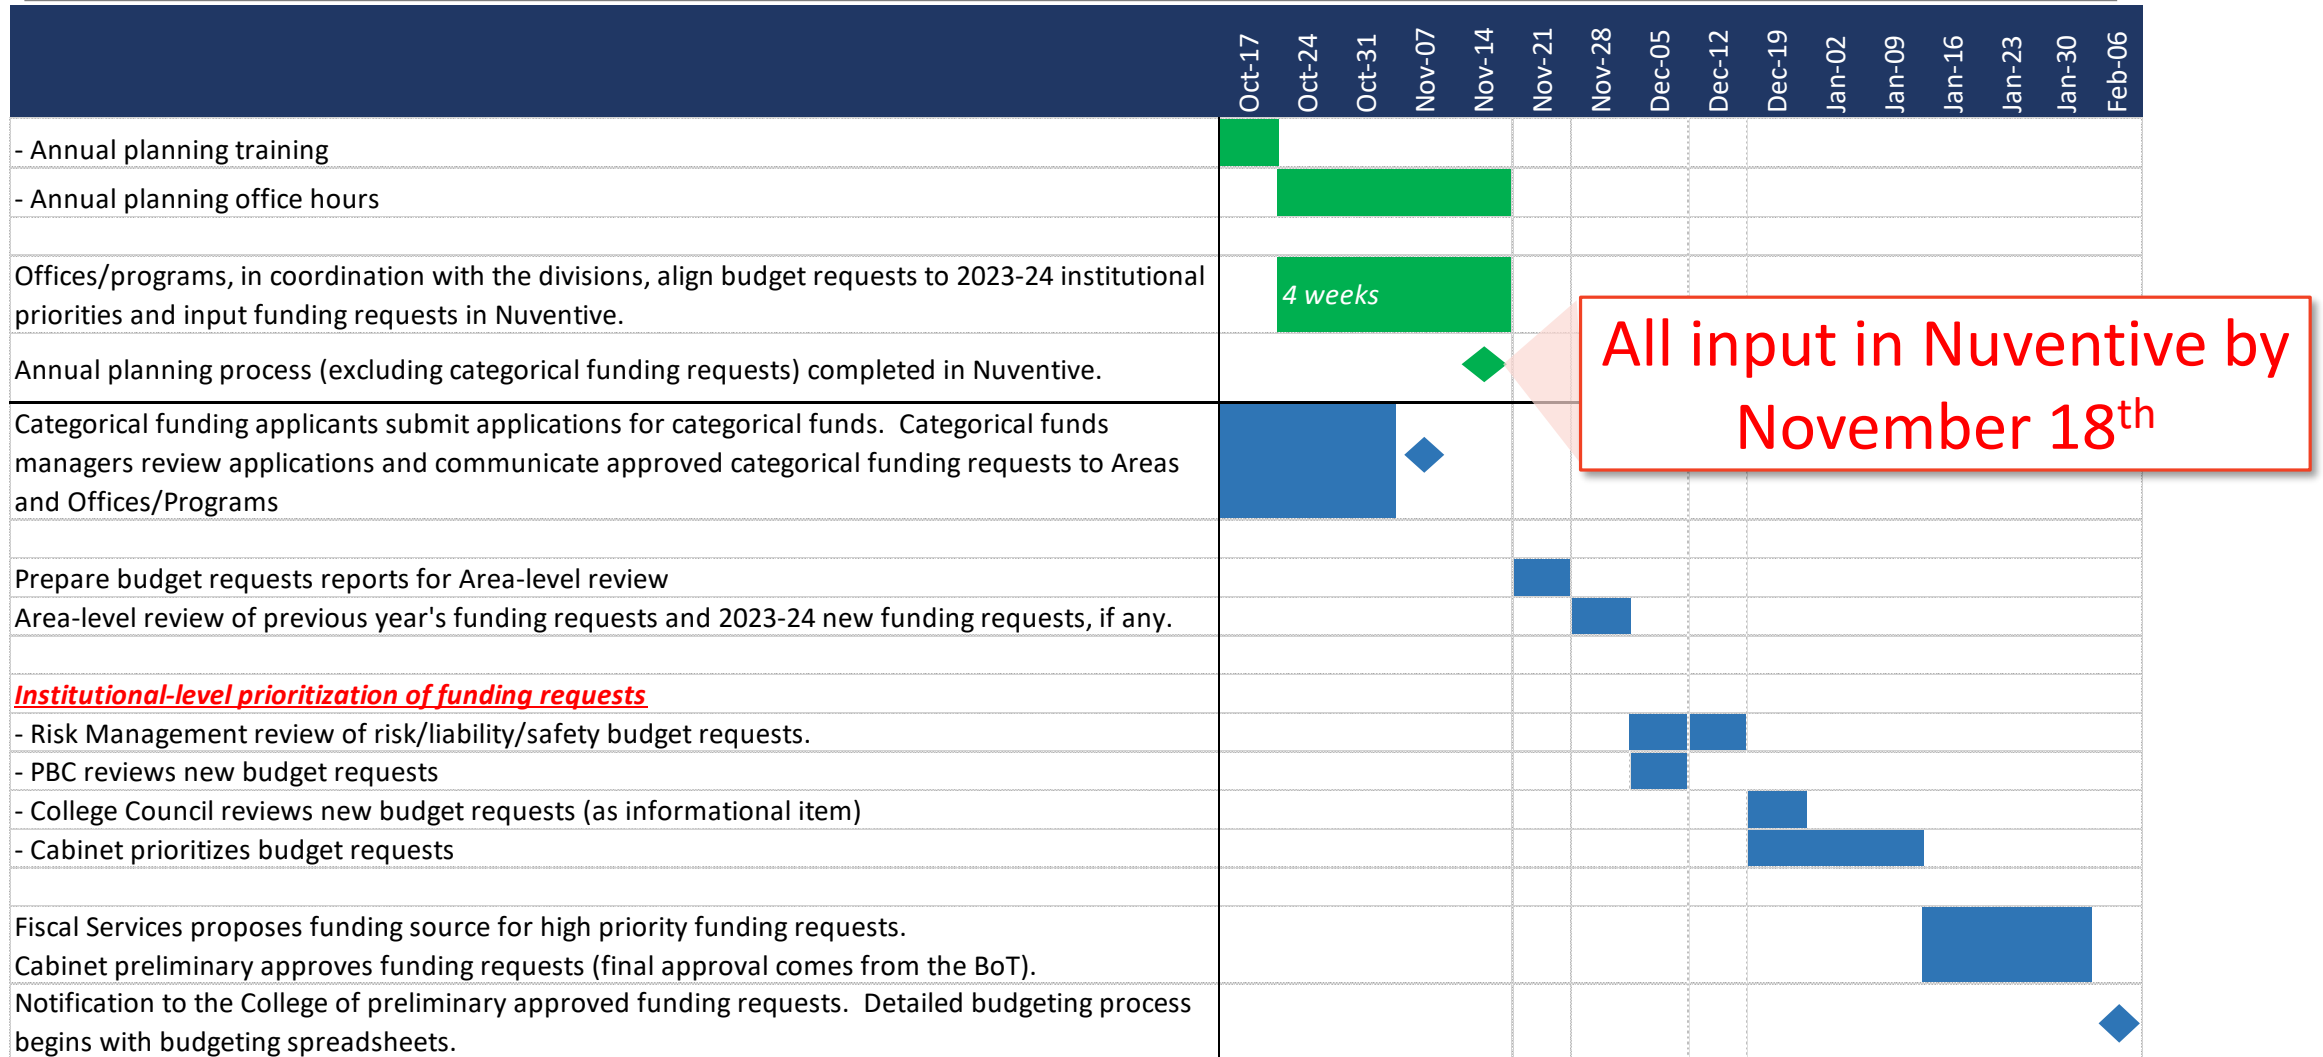 Oct-17 Oct-24 Oct-31 Nov-07 Nov-14 Nov-21 Nov-28 Dec-05 Dec-12 Dec-19 Jan-02 Jan-09 Jan-16 Jan-23 Jan-30 Feb-06
- Annual planning training
- Annual planning office hours
Offices/programs, in coordination with the divisions, align budget requests to 2023-24 institutional
priorities and input funding requests in Nuventive.
4 weeks
Annual planning process (excluding categorical funding requests) completed in Nuventive.
All input in Nuventive by
November 18th
Categorical funding applicants submit applications for categorical funds.  Categorical funds
managers review applications and communicate approved categorical funding requests to Areas
and Offices/Programs
Prepare budget requests reports for Area-level review
Area-level review of previous year's funding requests and 2023-24 new funding requests, if any.
Institutional-level prioritization of funding requests
- Risk Management review of risk/liability/safety budget requests.
- PBC reviews new budget requests
- College Council reviews new budget requests (as informational item)
- Cabinet prioritizes budget requests
Fiscal Services proposes funding source for high priority funding requests.
Cabinet preliminary approves funding requests (final approval comes from the BoT).
Notification to the College of preliminary approved funding requests.  Detailed budgeting process
begins with budgeting spreadsheets.